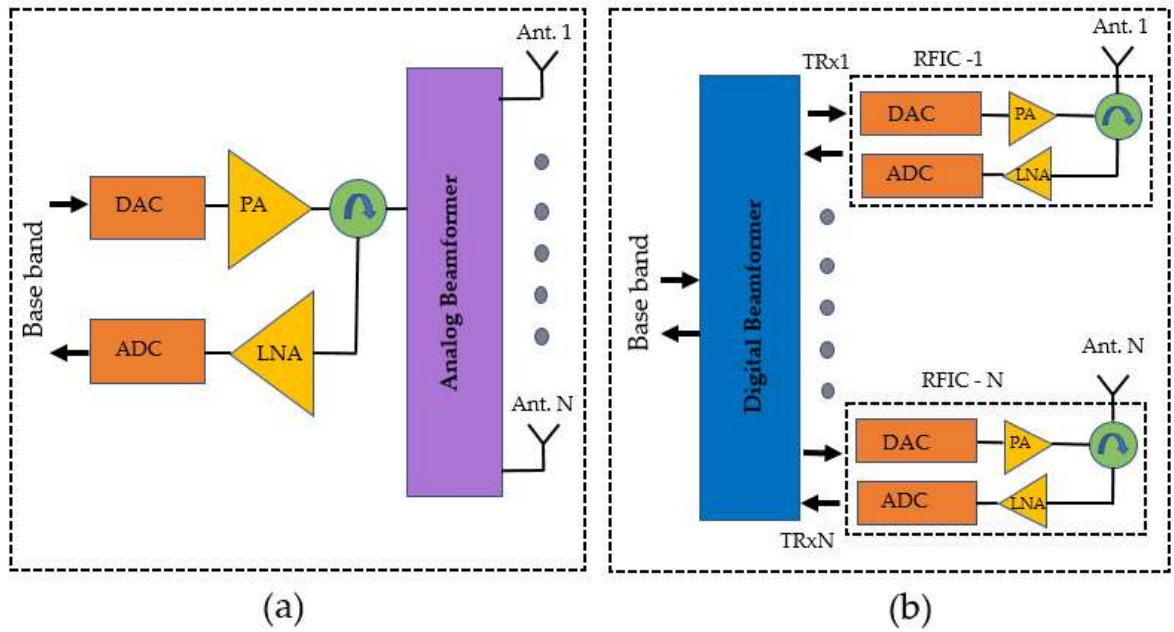 Ant. 1
DAC
PA
Base band
Analog Beamformer
ADC
LNA
Ant. N
(a)
Ant. 1
TRx1
RFIC -1
DAC
PA
ADC
LNA
Base band
Digital Beamformer
Ant. N
RFIC - N
DAC
PA
ADC
LNA
TRxN
(b)